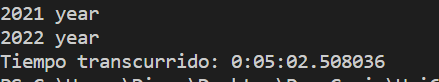 2021 year
2022 year
Tiempo transcurrido: 0:05:02.508036